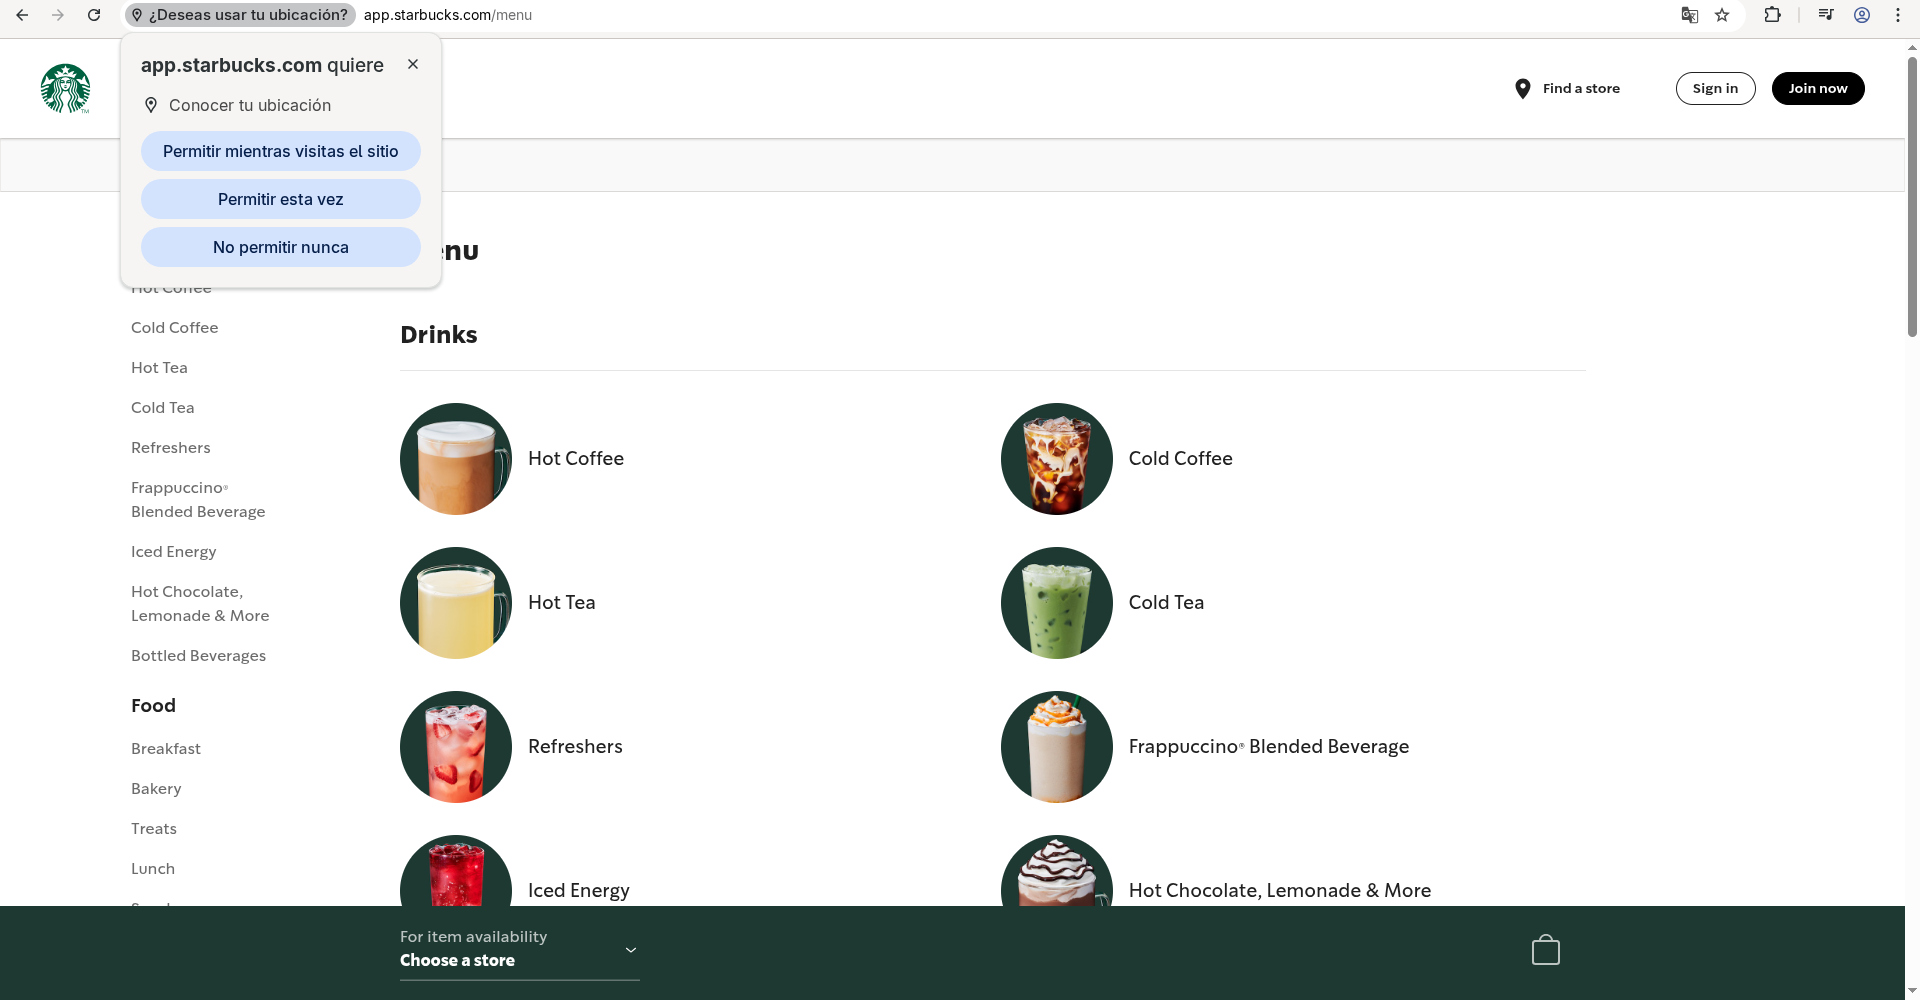 ¿Deseas usar tu ubicación?
app.starbucks.com/menu
app.starbucks.com quiere
Conocer tu ubicación
Permitir mientras visitas el sitio
Permitir esta vez
No permitir nunca
TM
Find a store
Sign in
Join now
enu
Hot Coffee
Cold Coffee
Hot Tea
Cold Tea
Refreshers
Frappuccino®
Blended Beverage
Iced Energy
Hot Chocolate,
Lemonade & More
Bottled Beverages
Food
Breakfast
Bakery
Treats
Lunch
Drinks
Hot Coffee
Cold Coffee
Hot Tea
Cold Tea
Refreshers
Frappuccino® Blended Beverage
Iced Energy
Hot Chocolate, Lemonade & More
For item availability
Choose a store